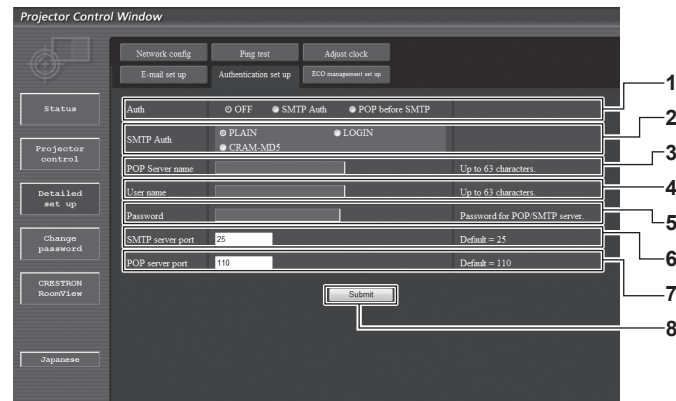 Projector Control Window
Network config
Ping test
Adjust clock
E-mail set up
Authentication set up
ECO management set up
Status
Projector
control
Detailed
set up
Change
password
CRESTRON
RoomView
Japanese
Auth
OFF
SMTP Auth
POP before SMTP
SMTP Auth
PLAIN
LOGIN
CRAM-MD5
POP Server name
Up to 63 characters.
User name
Up to 63 characters.
Password
Password for POP/SMTP server.
SMTP server port
25
Default = 25
POP server port
110
Default = 110
Submit
1
2
3
4
5
6
7
8